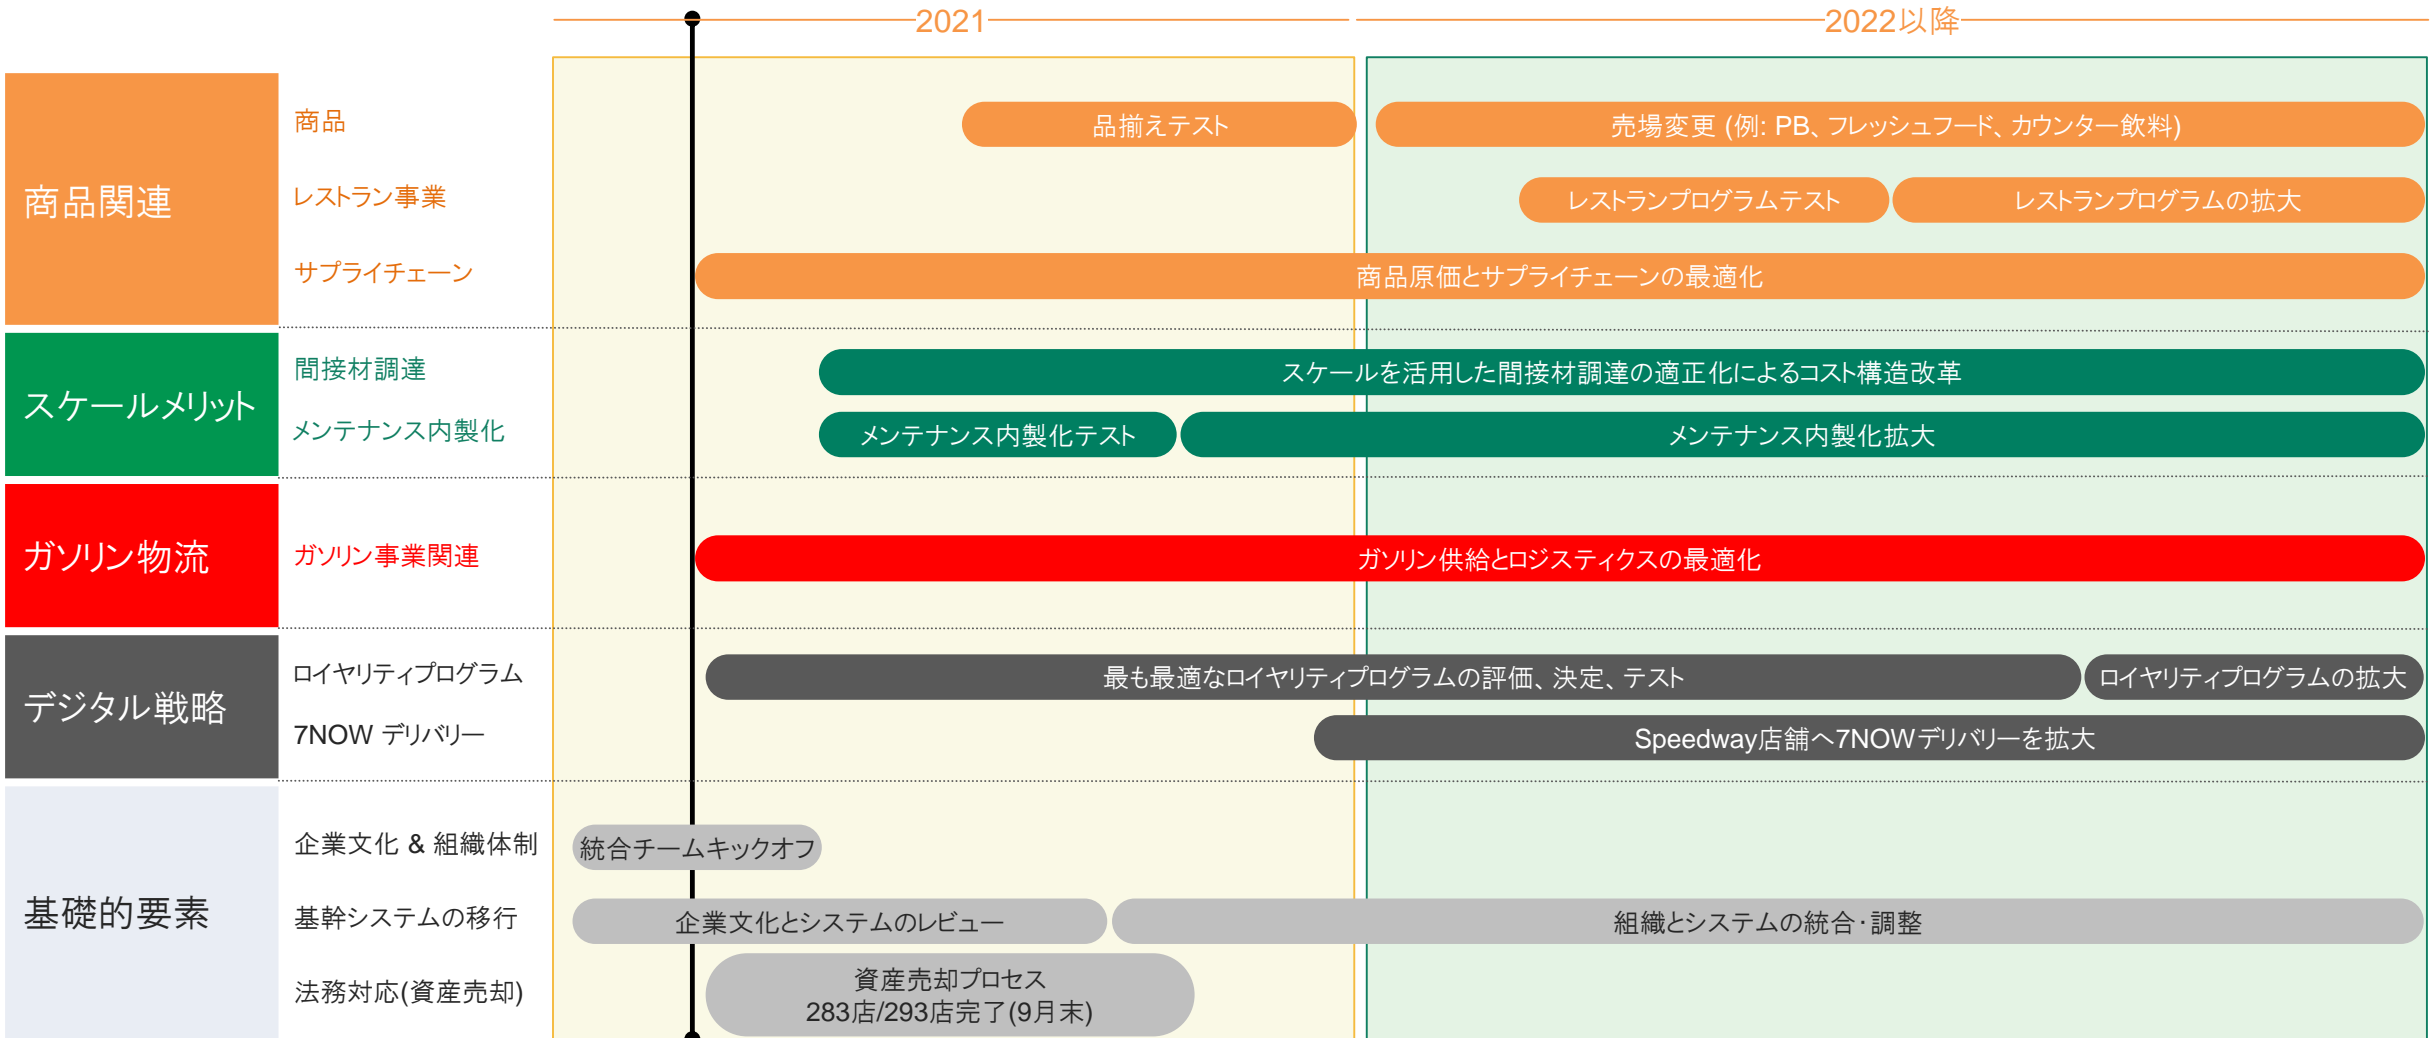 2021
2022以降
商品関連
商品
品揃えテスト
売場変更 (例: PB、フレッシュフード、カウンター飲料)
レストラン事業
レストランプログラムテスト
レストランプログラムの拡大
サプライチェーン
商品原価とサプライチェーンの最適化
スケールメリット
間接材調達
スケールを活用した間接材調達の適正化によるコスト構造改革
メンテナンス内製化
メンテナンス内製化テスト
メンテナンス内製化拡大
ガソリン物流
ガソリン事業関連
ガソリン供給とロジスティクスの最適化
デジタル戦略
ロイヤリティプログラム
最も最適なロイヤリティプログラムの評価、決定、テスト
ロイヤリティプログラムの拡大
7NOW デリバリー
Speedway店舗へ7NOWデリバリーを拡大
基礎的要素
企業文化 & 組織体制
統合チームキックオフ
基幹システムの移行
企業文化とシステムのレビュー
組織とシステムの統合・調整
法務対応(資産売却)
資産売却プロセス
283店/293店完了(9月末)